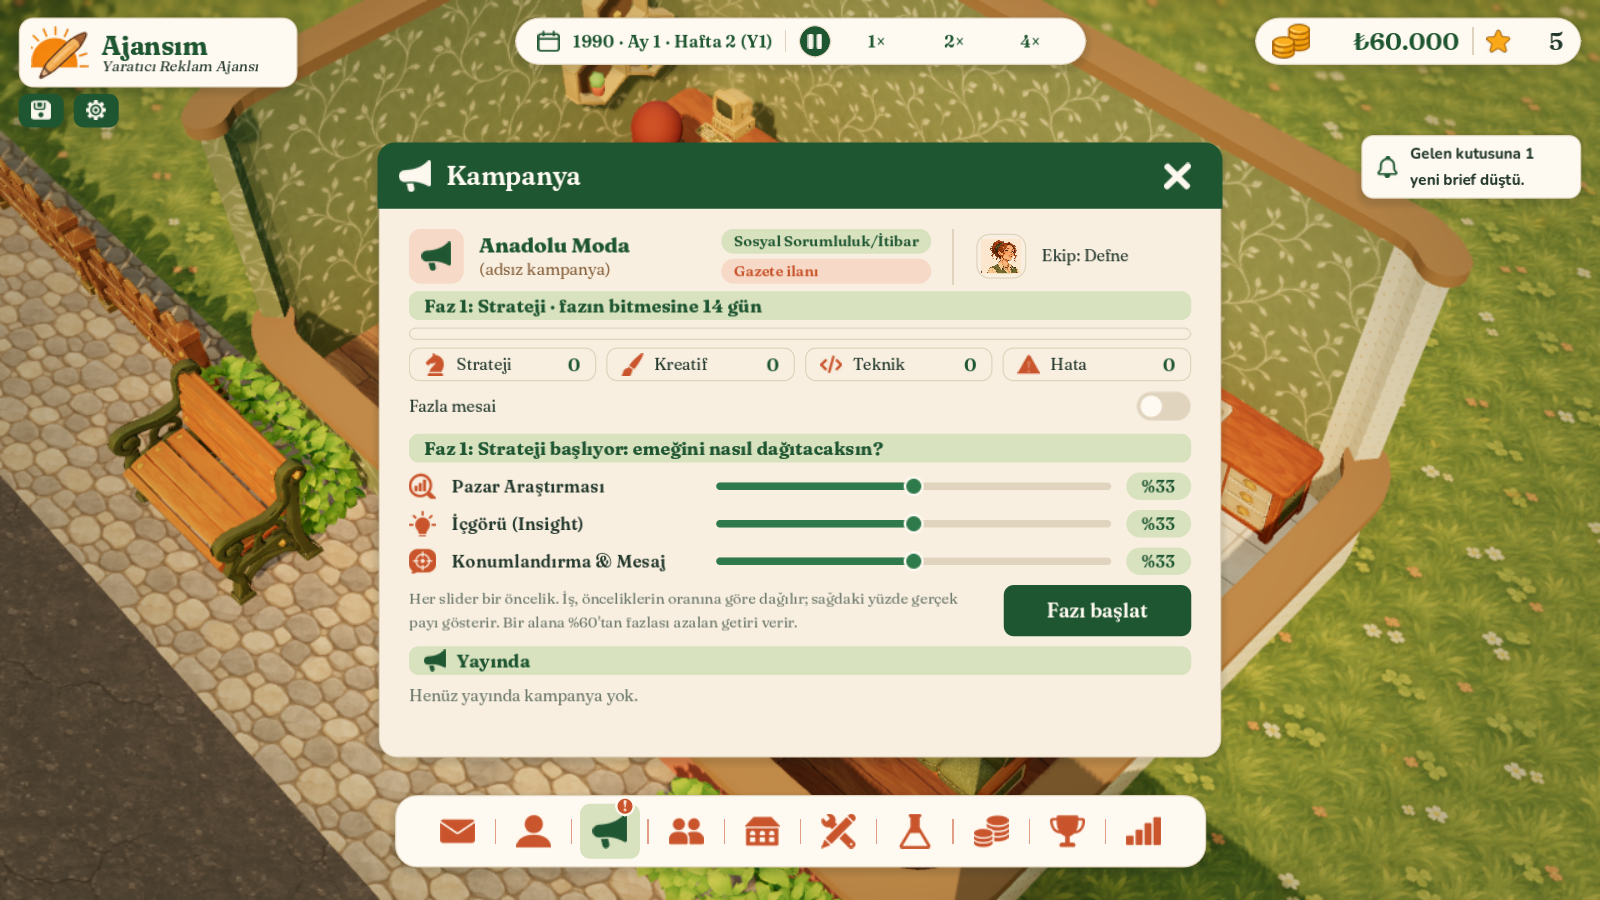 Ajansım
Yaratıcı Reklam Ajansı
1990 · Ay 1 · Hafta 2 (Y1)
1×
2×
4×
₺60.000
5
Gelen kutusuna 1
yeni brief düştü.
Kampanya
Anadolu Moda
(adsız kampanya)
Sosyal Sorumluluk/İtibar
Gazete ilanı
Ekip: Defne
Faz 1: Strateji · fazın bitmesine 14 gün
Strateji 0
Kreatif 0
Teknik 0
Hata 0
Fazla mesai
Faz 1: Strateji başlıyor: emeğini nasıl dağıtacaksın?
Pazar Araştırması %33
İçgörü (Insight) %33
Konumlandırma & Mesaj %33
Her slider bir öncelik. İş, önceliklerin oranına göre dağılır; sağdaki yüzde gerçek
payı gösterir. Bir alana %60'tan fazlası azalan getiri verir.
Fazı başlat
Yayında
Henüz yayında kampanya yok.